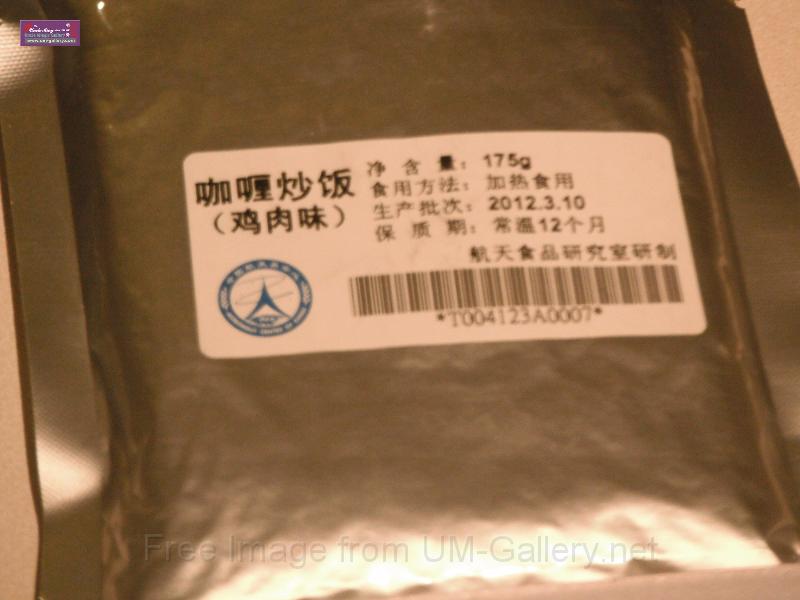 咖喱炒饭
（鸡肉味）
净 含 量：175g
食用方法：加热食用
生产批次：2012.3.10
保 质 期：常温12个月
航天食品研究室研制
*T004123A0007*
Free Image from UM-Gallery.net